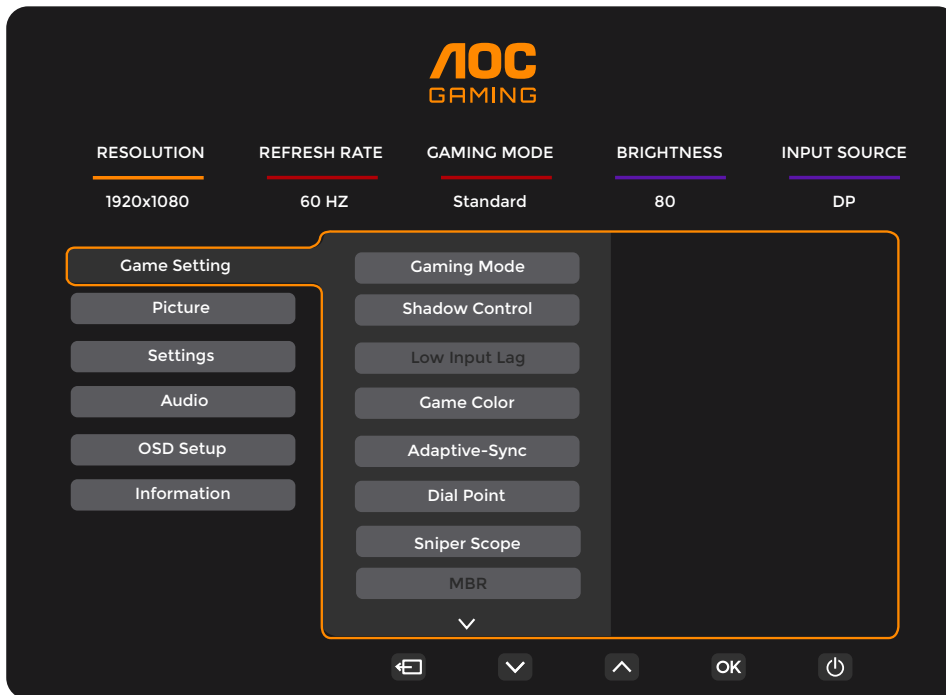 AOC
GAMING
RESOLUTION REFRESH RATE GAMING MODE BRIGHTNESS INPUT SOURCE
1920x1080 60 HZ Standard 80 DP
Game Setting
Picture
Settings
Audio
OSD Setup
Information
Gaming Mode
Shadow Control
Low Input Lag
Game Color
Adaptive-Sync
Dial Point
Sniper Scope
MBR
OK